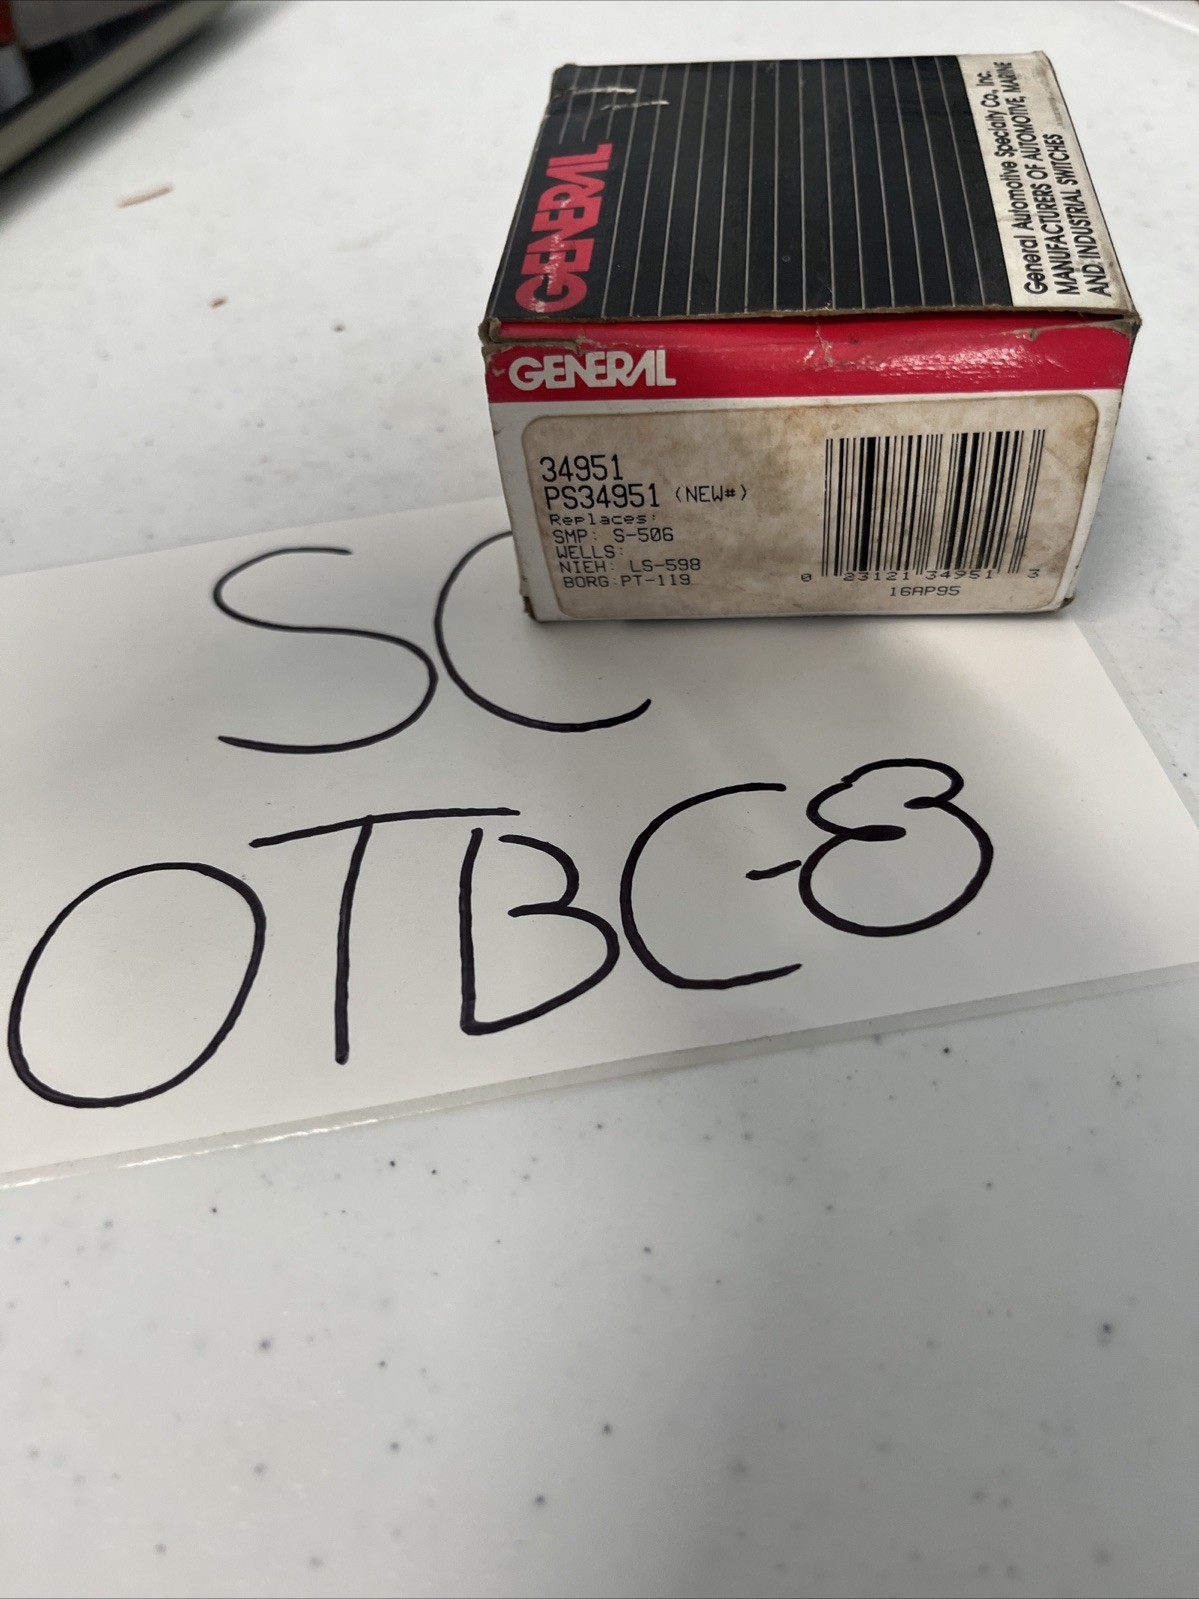 GENERAL
General Automotive Specialty Co., Inc.
MANUFACTURERS OF AUTOMOTIVE, MARINE
AND INDUSTRIAL SWITCHES
GENERAL
34951
PS34951 (NEW#)
Replaces:
SMP: S-506
WELLS:
NIEH: LS-598
BORG:PT-119
0 23121 34951 3
16AP95
SC
OTBC-8